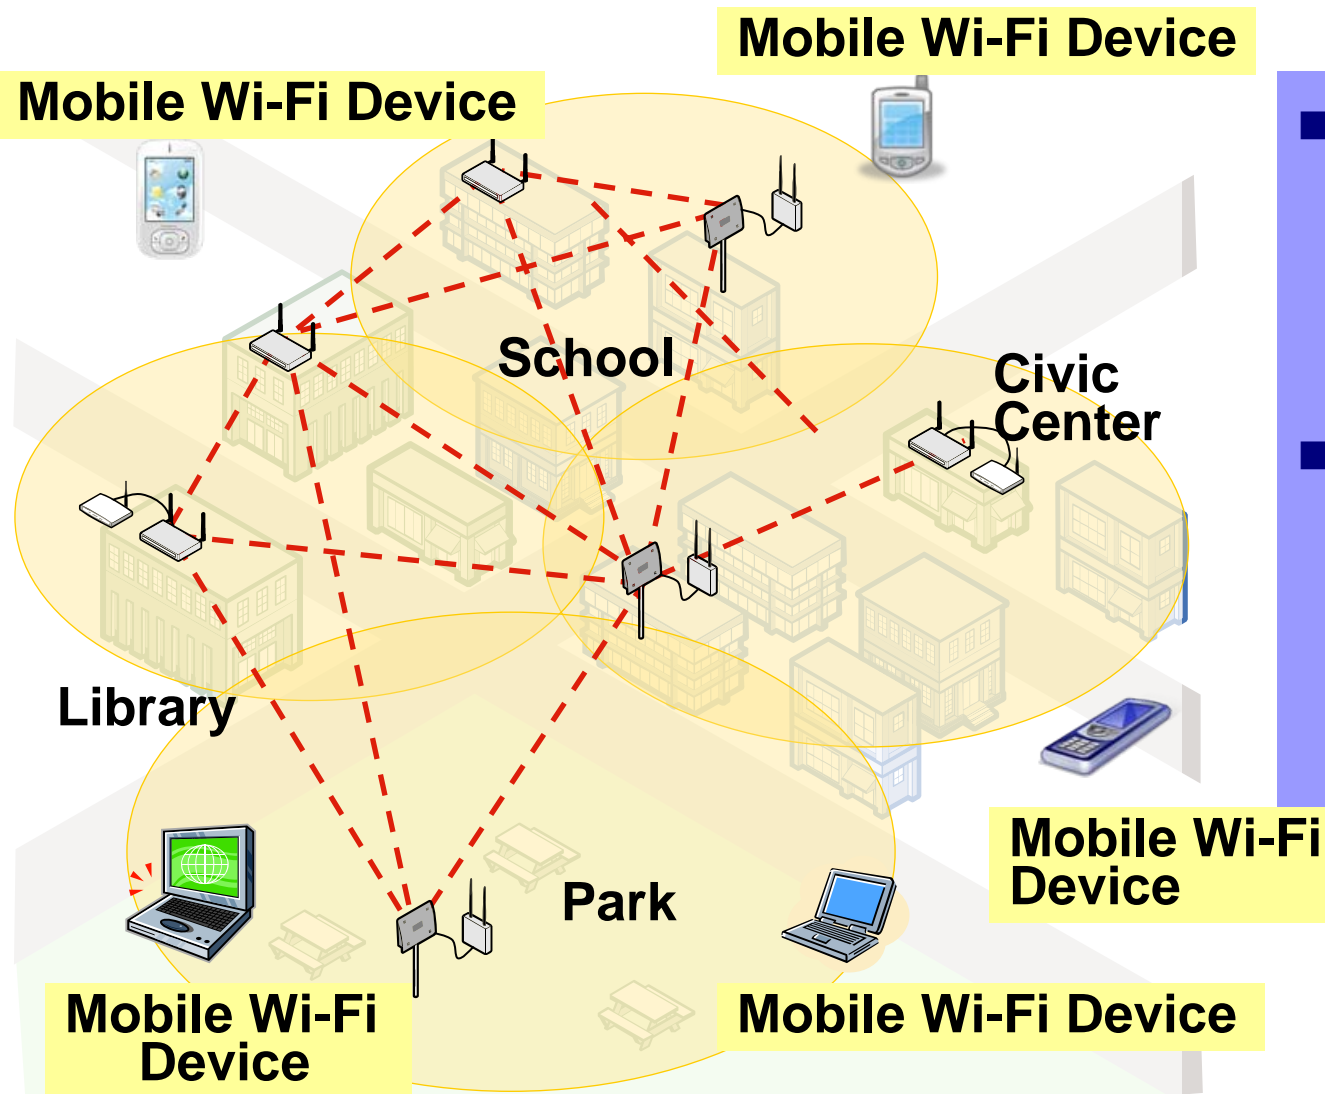 Mobile Wi-Fi Device
Mobile Wi-Fi Device
School
Civic
Center
Library
Mobile Wi-Fi
Device
Park
Mobile Wi-Fi
Device
Mobile Wi-Fi Device